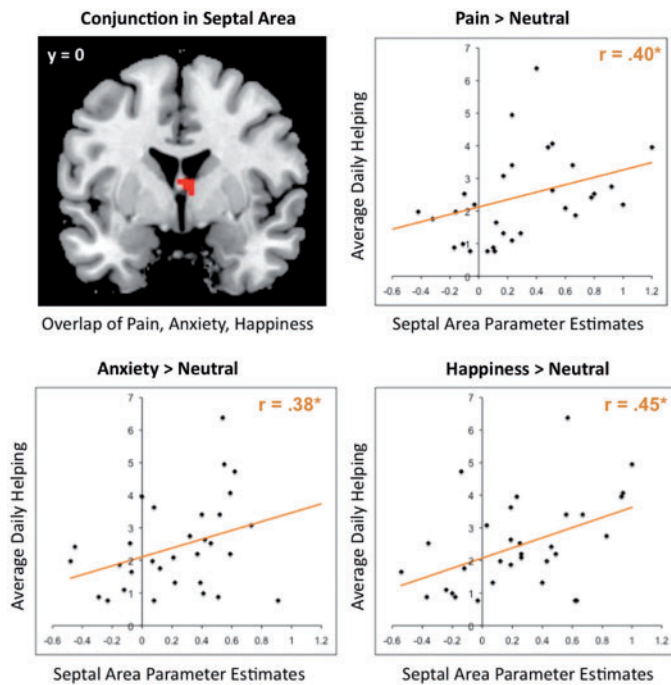 Conjunction in Septal Area
y = 0
Overlap of Pain, Anxiety, Happiness
Pain > Neutral
r = .40*
Average Daily Helping
7
6
5
4
3
2
1
0
-0.6 -0.4 -0.2 0 0.2 0.4 0.6 0.8 1 1.2
Septal Area Parameter Estimates
Anxiety > Neutral
r = .38*
Average Daily Helping
7
6
5
4
3
2
1
0
-0.6 -0.4 -0.2 0 0.2 0.4 0.6 0.8 1 1.2
Septal Area Parameter Estimates
Happiness > Neutral
r = .45*
Average Daily Helping
7
6
5
4
3
2
1
0
-0.6 -0.4 -0.2 0 0.2 0.4 0.6 0.8 1 1.2
Septal Area Parameter Estimates